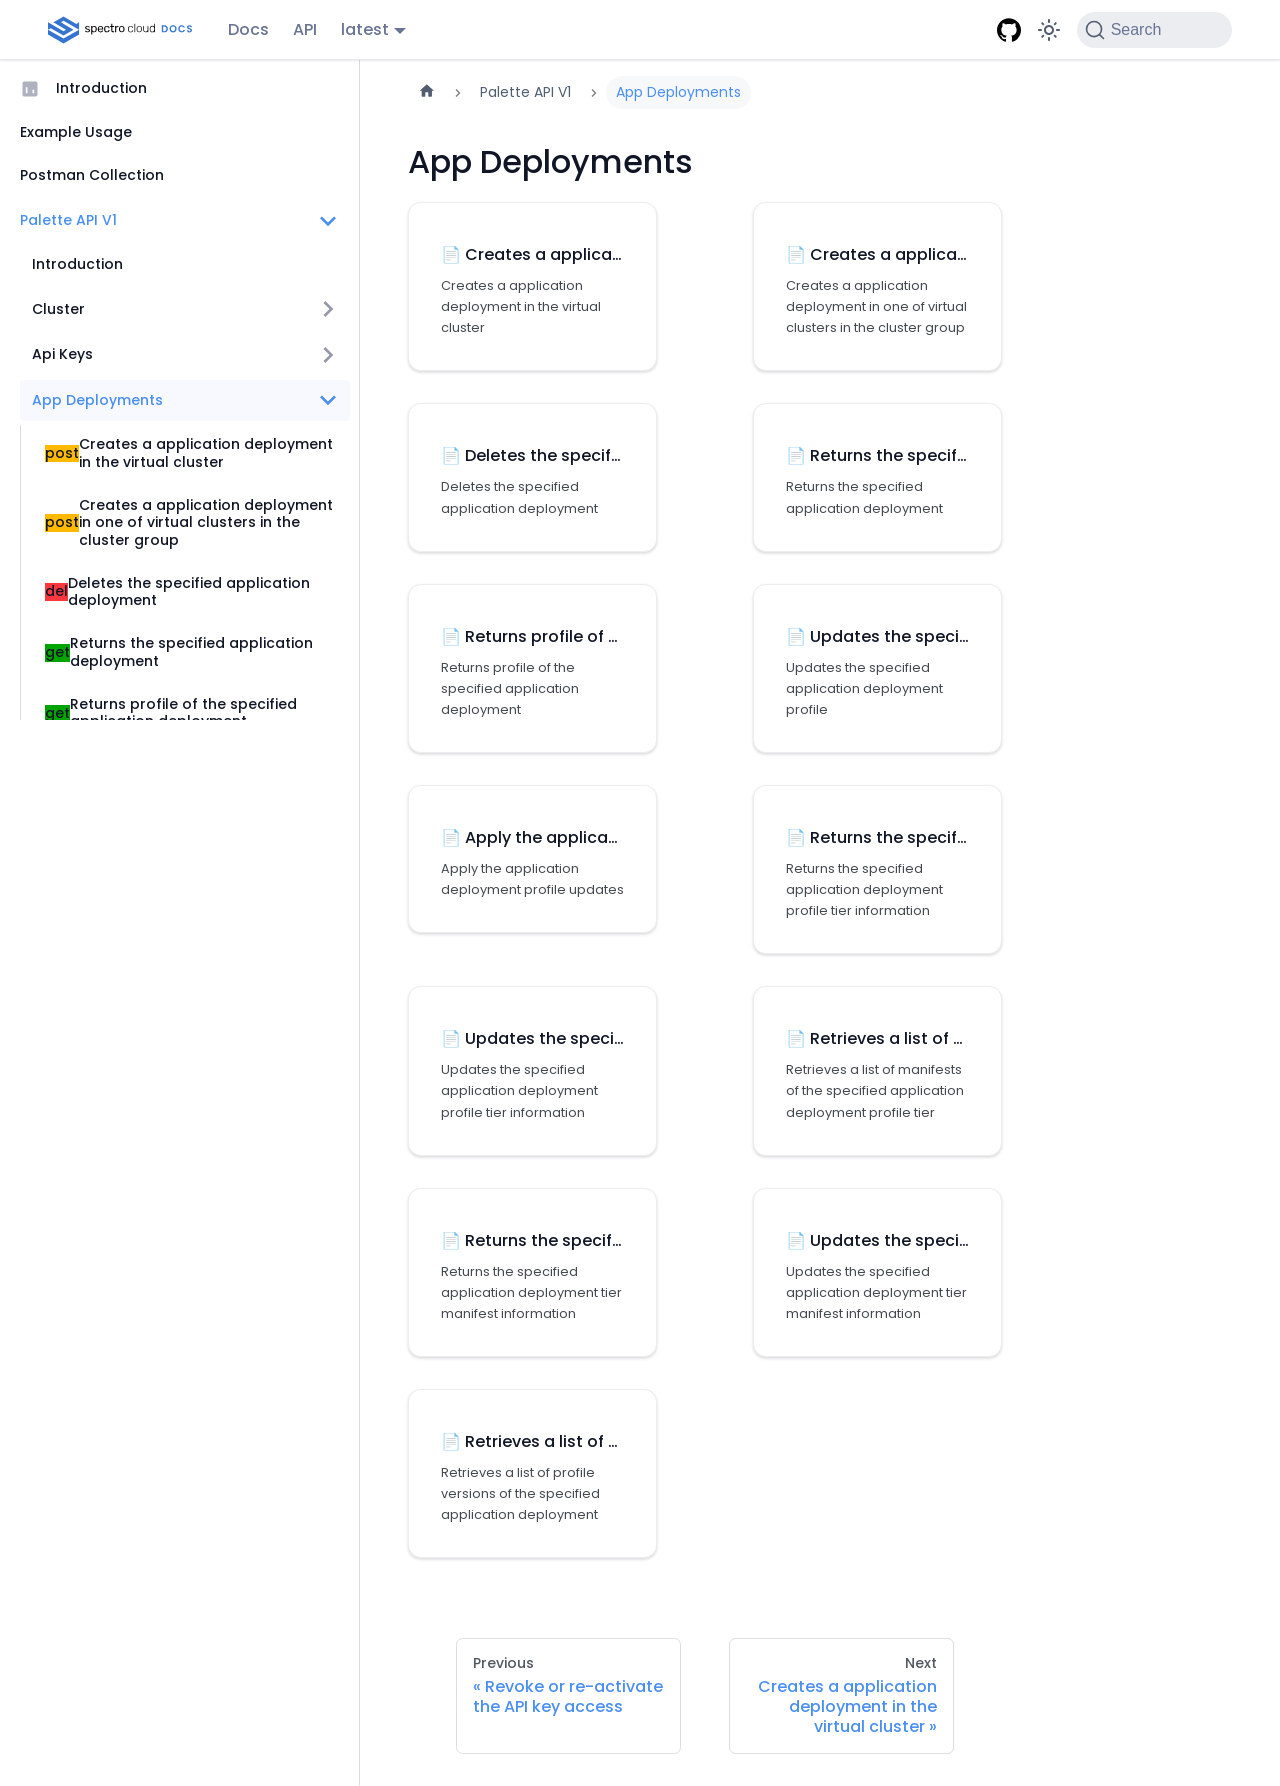 spectro cloud DOCS
Docs
API
latest
Search
Introduction
Example Usage
Postman Collection
Palette API V1
Introduction
Cluster
Api Keys
App Deployments
post
Creates a application deployment
in the virtual cluster
post
Creates a application deployment
in one of virtual clusters in the
cluster group
del
Deletes the specified application
deployment
get
Returns the specified application
deployment
get
Returns profile of the specified
application deployment
Palette API V1
App Deployments
App Deployments
📄 Creates a applica...
Creates a application
deployment in the virtual
cluster
📄 Creates a applica...
Creates a application
deployment in one of virtual
clusters in the cluster group
📄 Deletes the specif...
Deletes the specified
application deployment
📄 Returns the specif...
Returns the specified
application deployment
📄 Returns profile of ...
Returns profile of the
specified application
deployment
📄 Updates the speci...
Updates the specified
application deployment
profile
📄 Apply the applica...
Apply the application
deployment profile updates
📄 Returns the specif...
Returns the specified
application deployment
profile tier information
📄 Updates the speci...
Updates the specified
application deployment
profile tier information
📄 Retrieves a list of ...
Retrieves a list of manifests
of the specified application
deployment profile tier
📄 Returns the specif...
Returns the specified
application deployment tier
manifest information
📄 Updates the speci...
Updates the specified
application deployment tier
manifest information
📄 Retrieves a list of ...
Retrieves a list of profile
versions of the specified
application deployment
Previous
« Revoke or re-activate
the API key access
Next
Creates a application
deployment in the
virtual cluster »